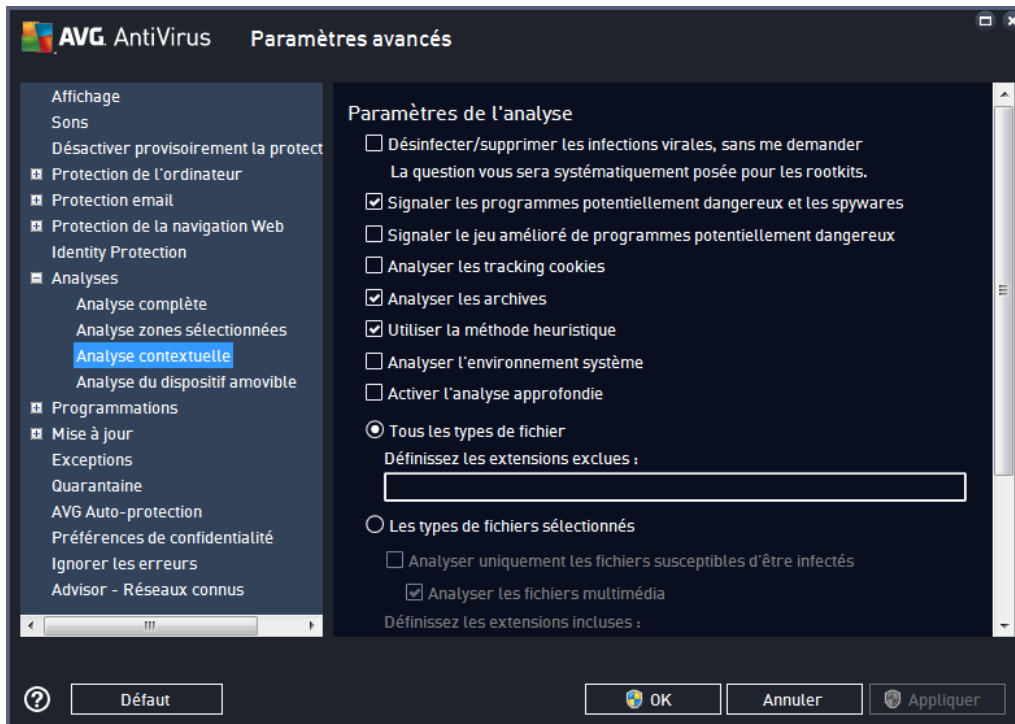 AVG AntiVirus Paramètres avancés
Affichage
Sons
Désactiver provisoirement la protect
Protection de l'ordinateur
Protection email
Protection de la navigation Web
Identity Protection
Analyses
Analyse complète
Analyse zones sélectionnées
Analyse contextuelle
Analyse du dispositif amovible
Programmations
Mise à jour
Exceptions
Quarantaine
AVG Auto-protection
Préférences de confidentialité
Ignorer les erreurs
Advisor - Réseaux connus
Paramètres de l'analyse
Désinfecter/supprimer les infections virales, sans me demander
La question vous sera systématiquement posée pour les rootkits.
Signaler les programmes potentiellement dangereux et les spywares
Signaler le jeu amélioré de programmes potentiellement dangereux
Analyser les tracking cookies
Analyser les archives
Utiliser la méthode heuristique
Analyser l'environnement système
Activer l'analyse approfondie
Tous les types de fichier
Définissez les extensions exclues :
Les types de fichiers sélectionnés
Analyser uniquement les fichiers susceptibles d'être infectés
Analyser les fichiers multimédia
Définissez les extensions incluses :
? Défaut OK Annuler Appliquer